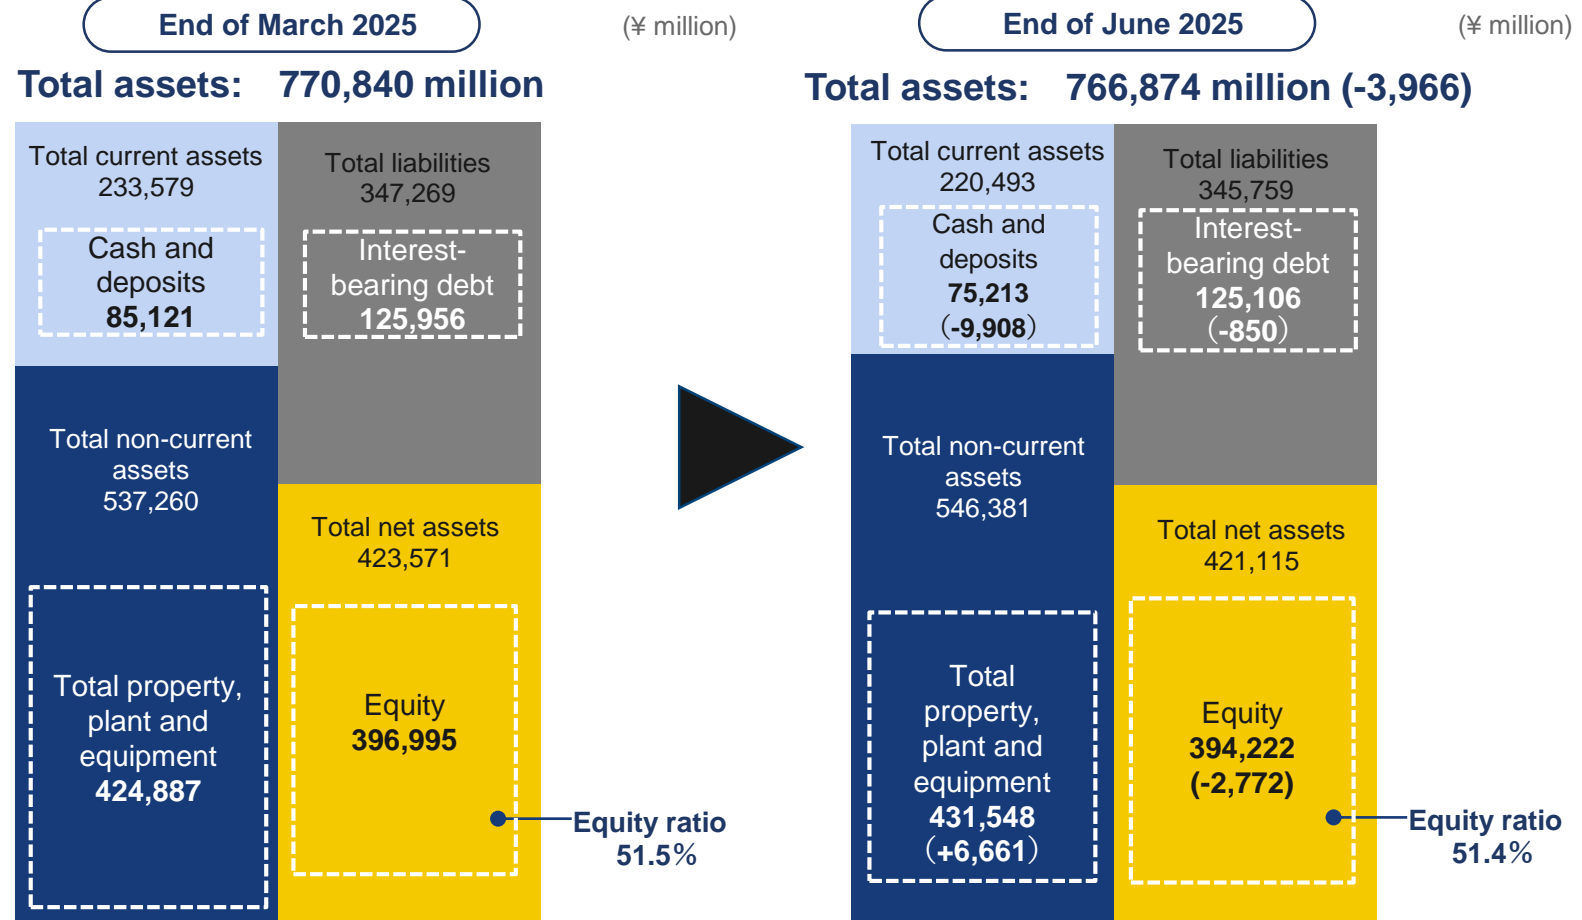 End of March 2025
(¥ million)
Total assets: 770,840 million
Total current assets
233,579
Cash and
deposits
85,121
Total liabilities
347,269
Interest-
bearing debt
125,956
Total non-current
assets
537,260
Total property,
plant and
equipment
424,887
Total net assets
423,571
Equity
396,995
Equity ratio
51.5%
End of June 2025
(¥ million)
Total assets: 766,874 million (-3,966)
Total current assets
220,493
Cash and
deposits
75,213
（-9,908）
Total liabilities
345,759
Interest-
bearing debt
125,106
（-850）
Total non-current
assets
546,381
Total
property,
plant and
equipment
431,548
（+6,661）
Total net assets
421,115
Equity
394,222
(-2,772)
Equity ratio
51.4%